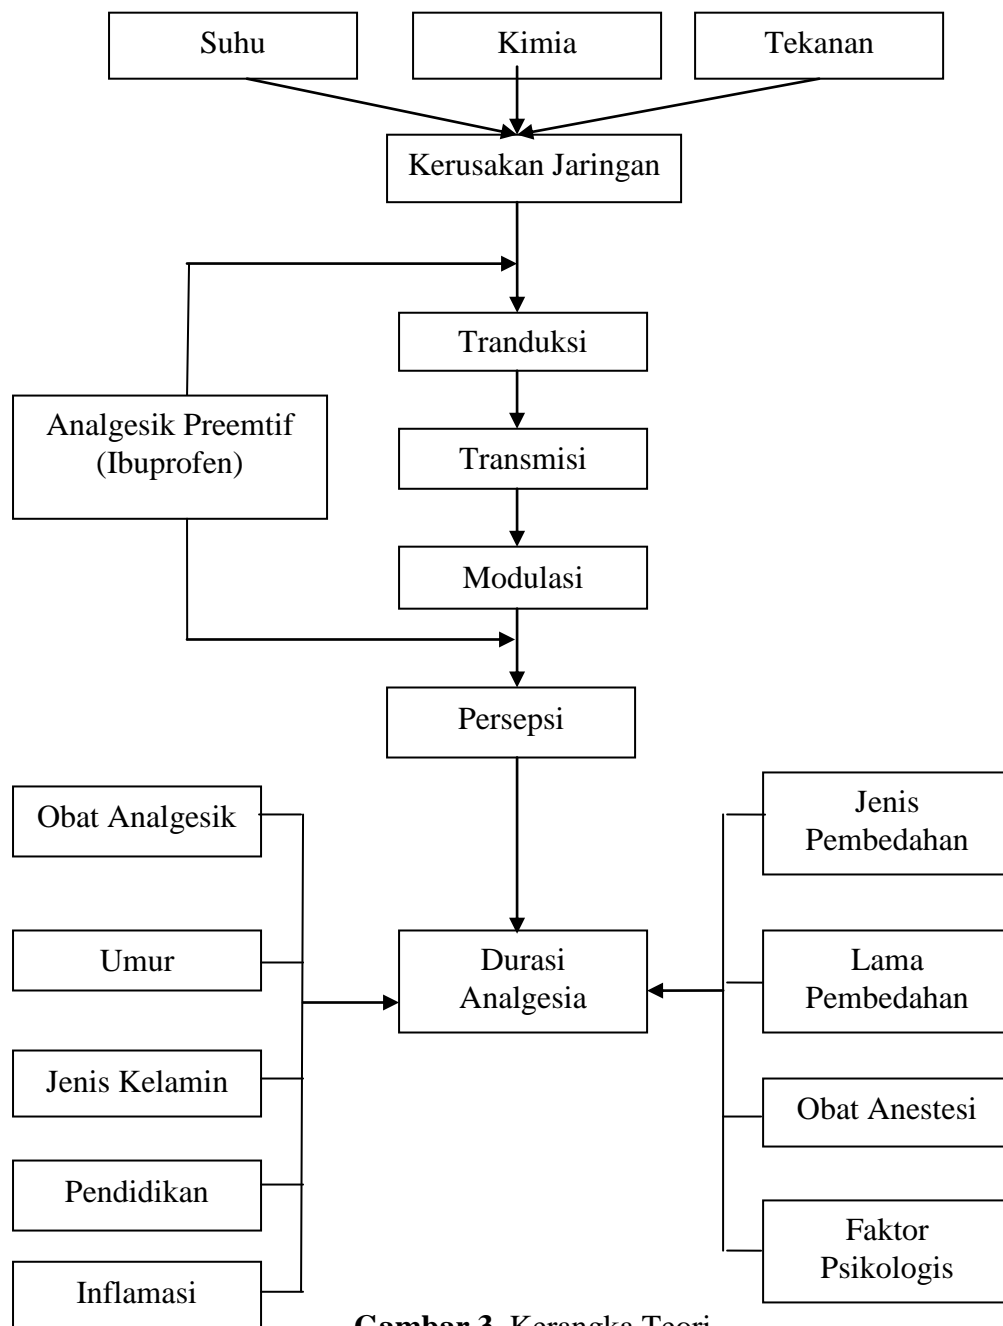 Suhu
Kimia
Tekanan
Kerusakan Jaringan
Tranduksi
Analgesik Preemtif
(Ibuprofen)
Transmisi
Modulasi
Persepsi
Obat Analgesik
Umur
Jenis Kelamin
Pendidikan
Inflamasi
Durasi
Analgesia
Jenis
Pembedahan
Lama
Pembedahan
Obat Anestesi
Faktor
Psikologis
Gambar 3. Kerangka Teori